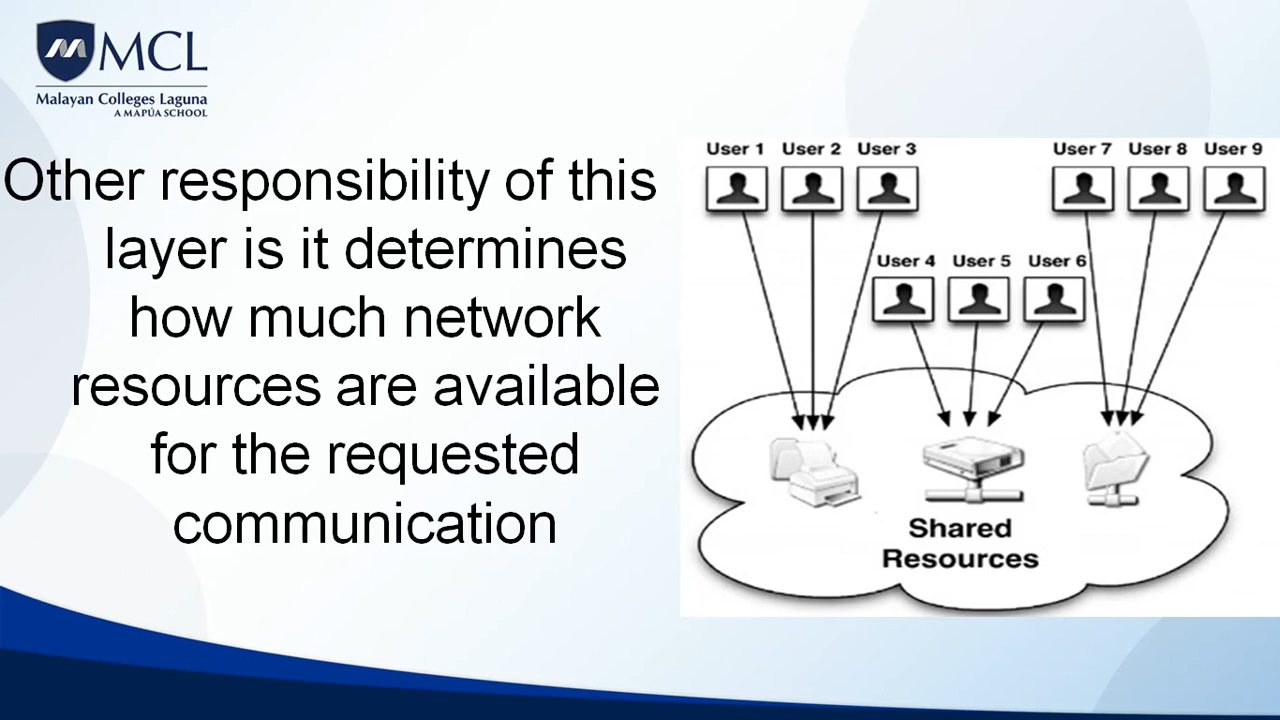 MCL
Malayan Colleges Laguna
A MAPÚA SCHOOL
Other responsibility of this
layer is it determines
how much network
resources are available
for the requested
communication
User 1 User 2 User 3
User 7 User 8 User 9
User 4 User 5 User 6
Shared
Resources